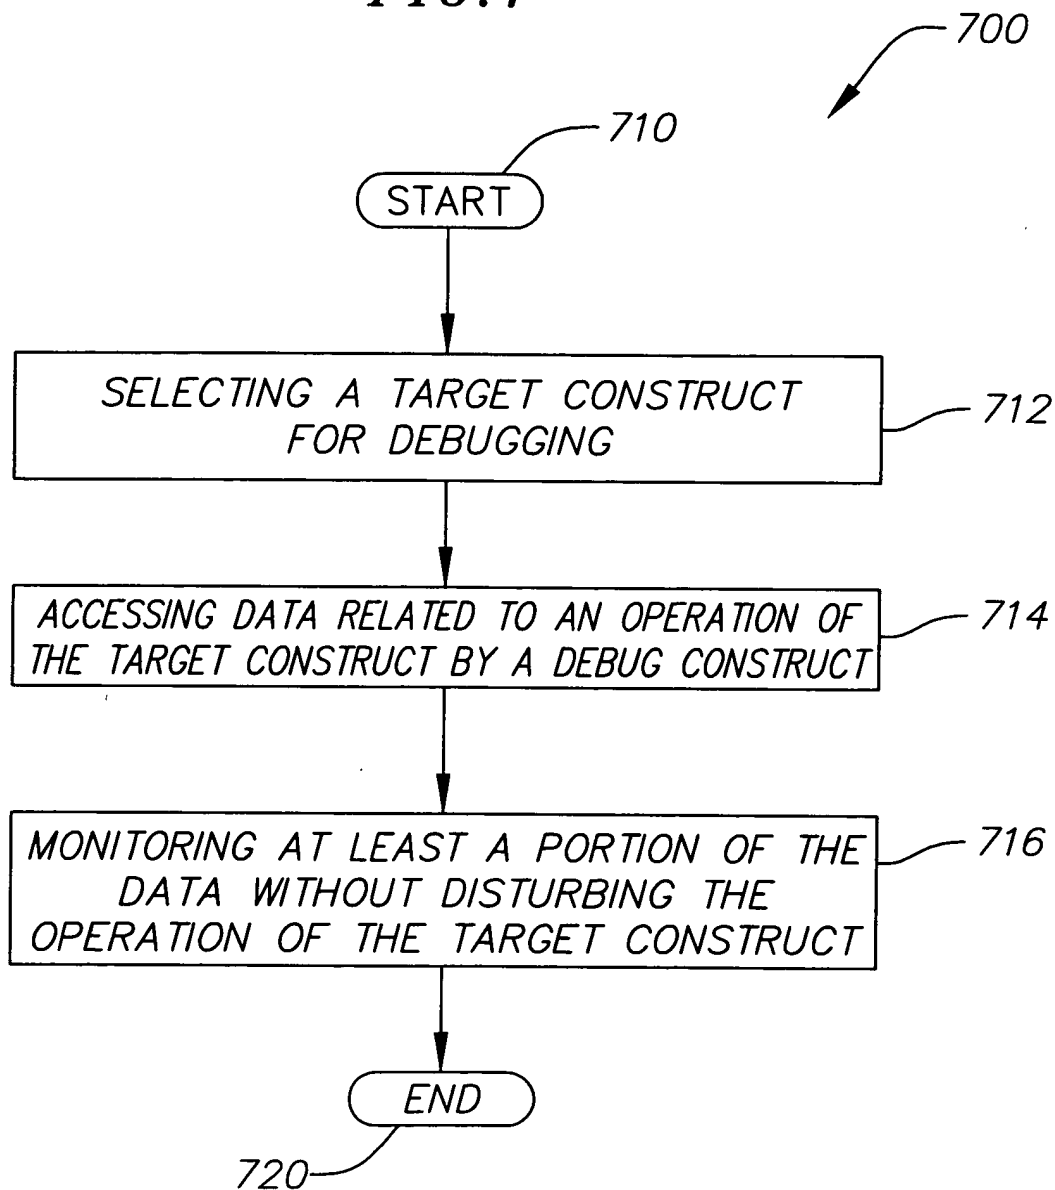 FIG. 7
700
710
START
SELECTING A TARGET CONSTRUCT
FOR DEBUGGING
712
ACCESSING DATA RELATED TO AN OPERATION OF
THE TARGET CONSTRUCT BY A DEBUG CONSTRUCT
714
MONITORING AT LEAST A PORTION OF THE
DATA WITHOUT DISTURBING THE
OPERATION OF THE TARGET CONSTRUCT
716
END
720